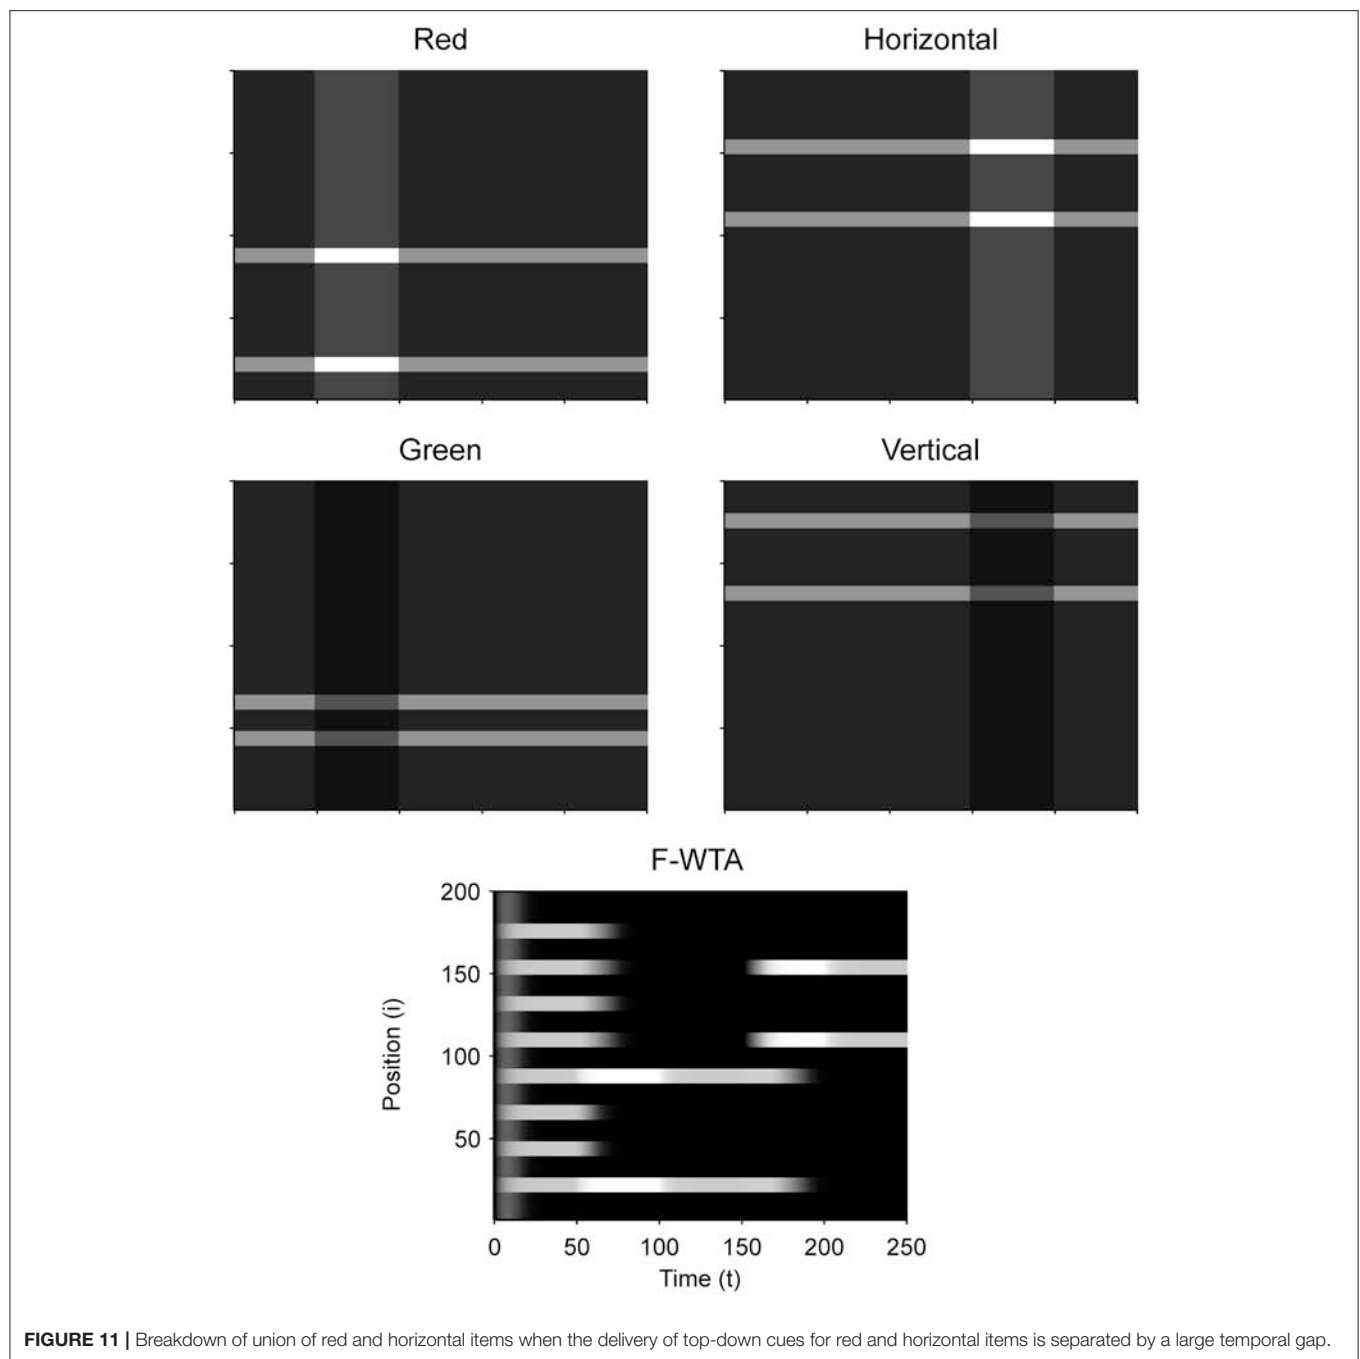 Red Horizontal
Green Vertical
F-WTA
200
150
100
50
Position (i)
0 50 100 150 200 250
Time (t)
FIGURE 11 | Breakdown of union of red and horizontal items when the delivery of top-down cues for red and horizontal items is separated by a large temporal gap.